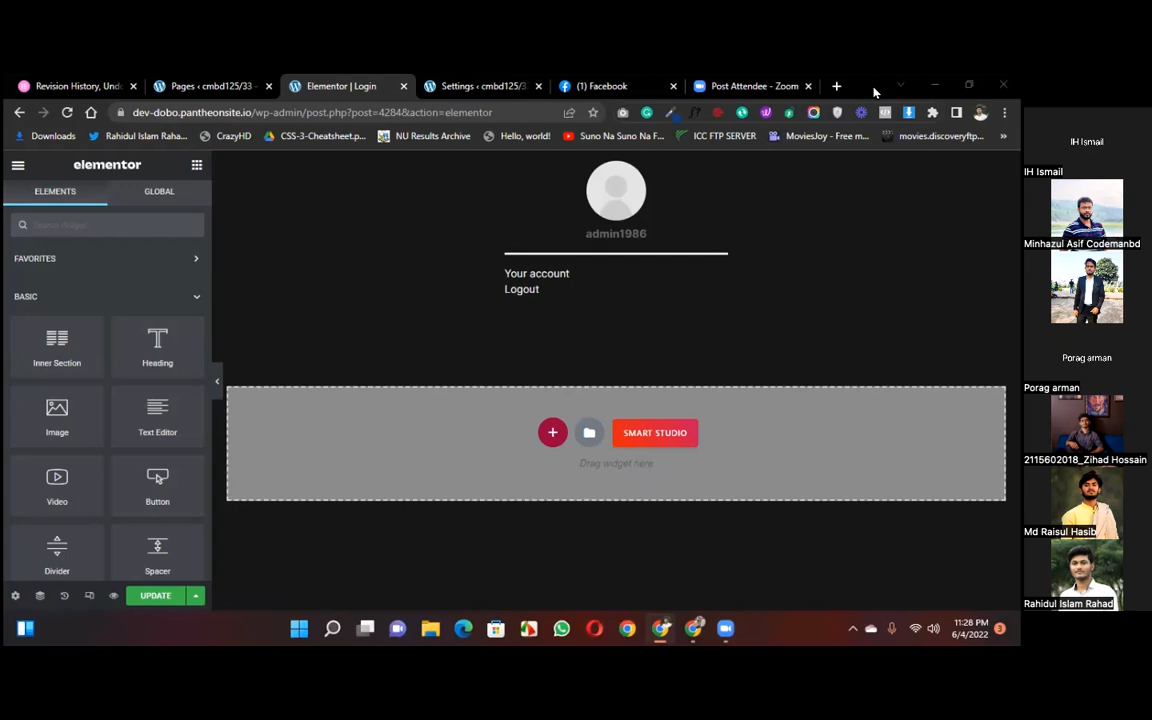 Revision History, Und
Pages ‹ cmbd125/33 -
Elementor | Login
Settings ‹ cmbd125/33
(1) Facebook
Post Attendee - Zoom
dev-dobo.pantheonsite.io/wp-admin/post.php?post=4284&action=elementor
Downloads
Rahidul Islam Raha...
CrazyHD
CSS-3-Cheatsheet.p...
NU Results Archive
Hello, world!
Suno Na Suno Na F...
ICC FTP SERVER
MoviesJoy - Free m...
movies.discoveryftp...
»
elementor
ELEMENTS
GLOBAL
Search Widget...
FAVORITES
BASIC
Inner Section
Heading
Image
Text Editor
Video
Button
Divider
Spacer
UPDATE
admin1986
Your account
Logout
SMART STUDIO
Drag widget here
IH Ismail
IH Ismail
Minhazul Asif Codemanbd
Porag arman
Porag arman
2115602018_Zihad Hossain
Md Raisul Hasib
Rahidul Islam Rahad
11:28 PM
6/4/2022
3